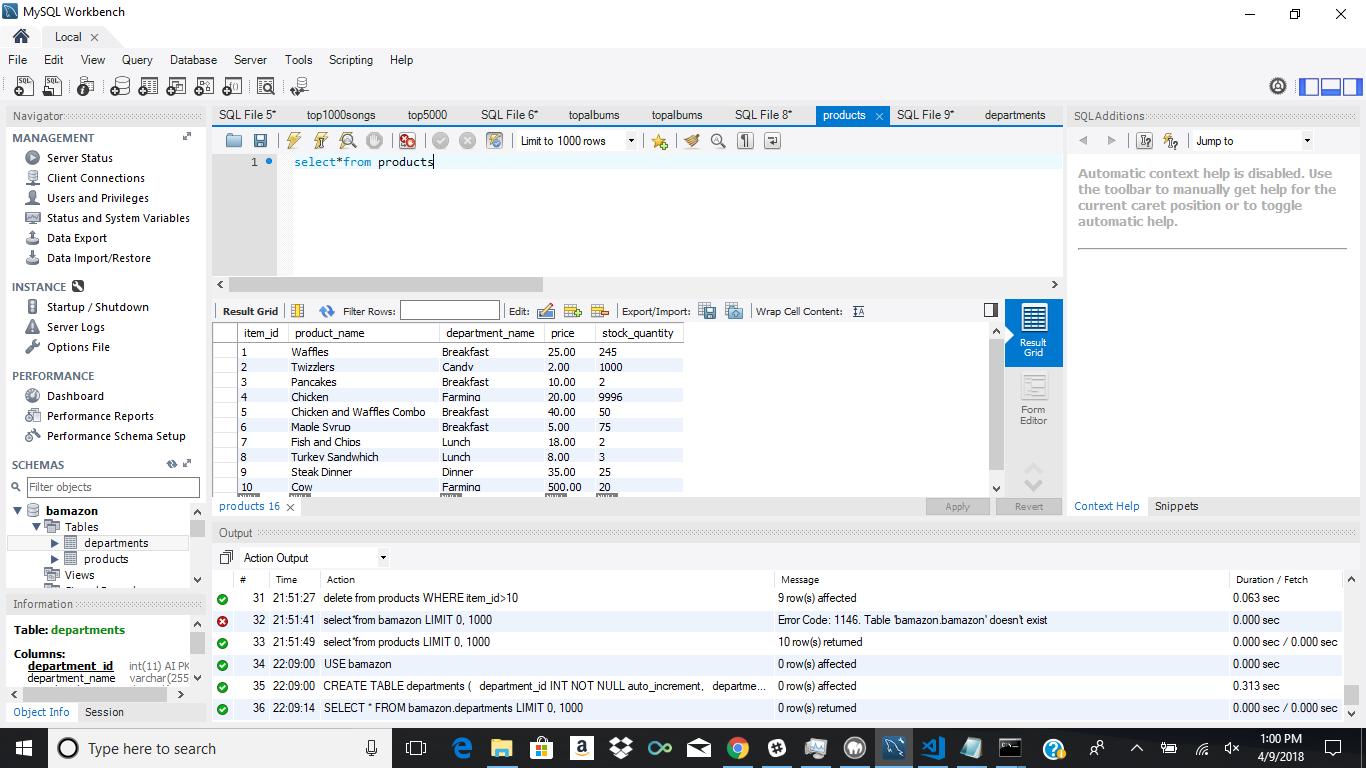 MySQL Workbench
Local
File Edit View Query Database Server Tools Scripting Help
Navigator
MANAGEMENT
Server Status
Client Connections
Users and Privileges
Status and System Variables
Data Export
Data Import/Restore
INSTANCE
Startup / Shutdown
Server Logs
Options File
PERFORMANCE
Dashboard
Performance Reports
Performance Schema Setup
SCHEMAS
Filter objects
bamazon
Tables
departments
products
Views
Information
Table: departments
Columns:
department_id int(11) AI PK
department_name varchar(255
Object Info Session
SQL File 5* top1000songs top5000 SQL File 6* topalbums topalbums SQL File 8* products SQL File 9* departments
Limit to 1000 rows
1 select*from products
Result Grid Filter Rows: Edit: Export/Import: Wrap Cell Content:
item_id product_name department_name price stock_quantity
1 Waffles Breakfast 25.00 245
2 Twizzlers Candy 2.00 1000
3 Pancakes Breakfast 10.00 2
4 Chicken Farming 20.00 9996
5 Chicken and Waffles Combo Breakfast 40.00 50
6 Maple Syrup Breakfast 5.00 75
7 Fish and Chips Lunch 18.00 2
8 Turkey Sandwhich Lunch 8.00 3
9 Steak Dinner Dinner 35.00 25
10 Cow Farming 500.00 20
Result Grid
Form Editor
products 16
Apply Revert
SQLAdditions
Jump to
Automatic context help is disabled. Use
the toolbar to manually get help for the
current caret position or to toggle
automatic help.
Context Help Snippets
Output
Action Output
# Time Action Message Duration / Fetch
31 21:51:27 delete from products WHERE item_id>10 9 row(s) affected 0.063 sec
32 21:51:41 select*from bamazon LIMIT 0, 1000 Error Code: 1146. Table 'bamazon.bamazon' doesn't exist 0.000 sec
33 21:51:49 select*from products LIMIT 0, 1000 10 row(s) returned 0.000 sec / 0.000 sec
34 22:09:00 USE bamazon 0 row(s) affected 0.000 sec
35 22:09:00 CREATE TABLE departments ( department_id INT NOT NULL auto_increment, departme... 0 row(s) affected 0.313 sec
36 22:09:14 SELECT * FROM bamazon.departments LIMIT 0, 1000 0 row(s) returned 0.000 sec / 0.000 sec
Type here to search
1:00 PM
4/9/2018